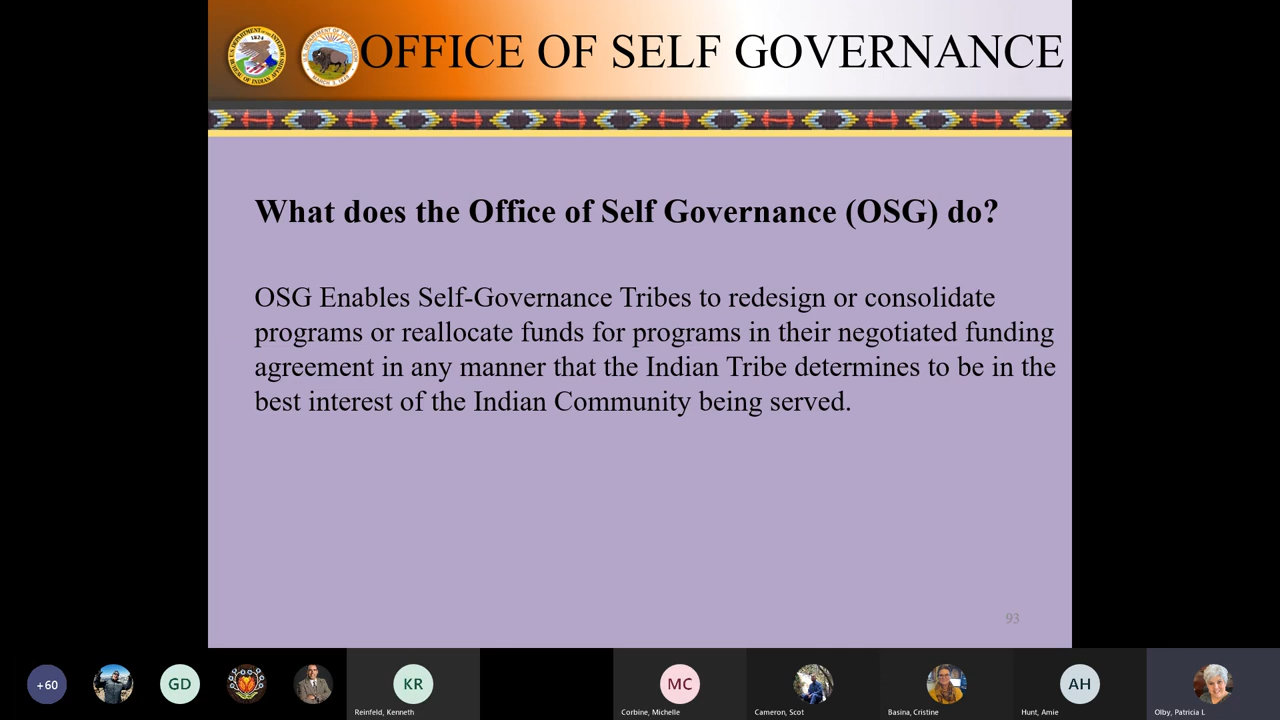 OFFICE OF SELF GOVERNANCE
What does the Office of Self Governance (OSG) do?
OSG Enables Self-Governance Tribes to redesign or consolidate
programs or reallocate funds for programs in their negotiated funding
agreement in any manner that the Indian Tribe determines to be in the
best interest of the Indian Community being served.
93
+60
GD
KR
MC
AH
Reinfeld, Kenneth
Corbine, Michelle
Cameron, Scot
Basina, Cristine
Hunt, Amie
Olby, Patricia L